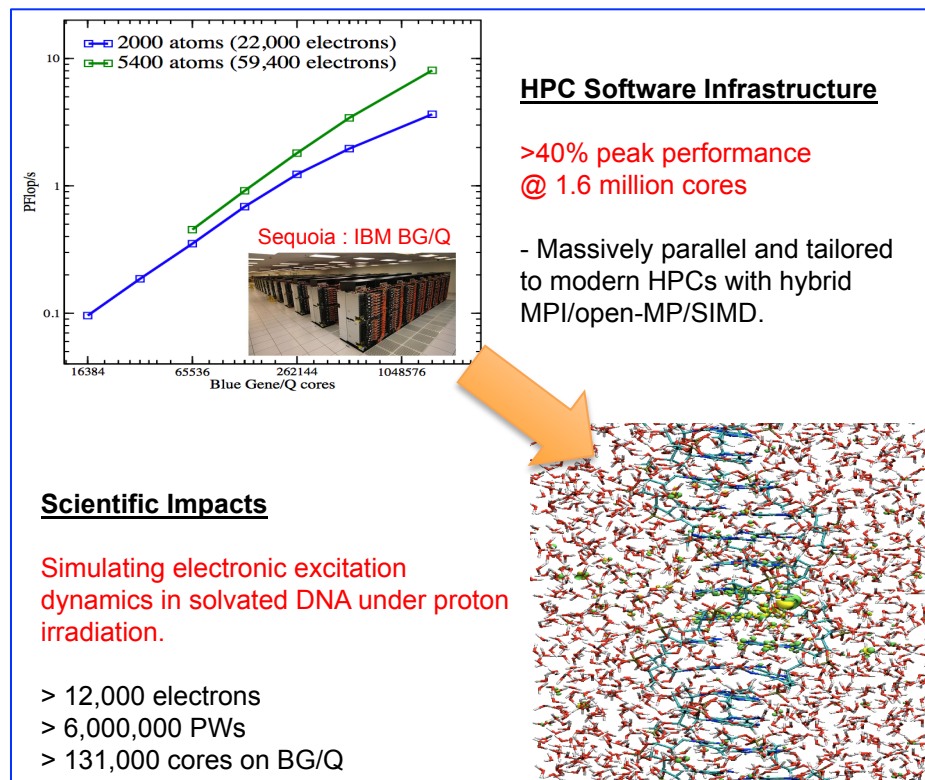 2000 atoms (22,000 electrons)
5400 atoms (59,400 electrons)
10
1
0.1
PFlop/s
16384
65536
262144
1048576
Blue Gene/Q cores
Sequoia : IBM BG/Q
HPC Software Infrastructure
>40% peak performance
@ 1.6 million cores
- Massively parallel and tailored
to modern HPCs with hybrid
MPI/open-MP/SIMD.
Scientific Impacts
Simulating electronic excitation
dynamics in solvated DNA under proton
irradiation.
> 12,000 electrons
> 6,000,000 PWs
> 131,000 cores on BG/Q